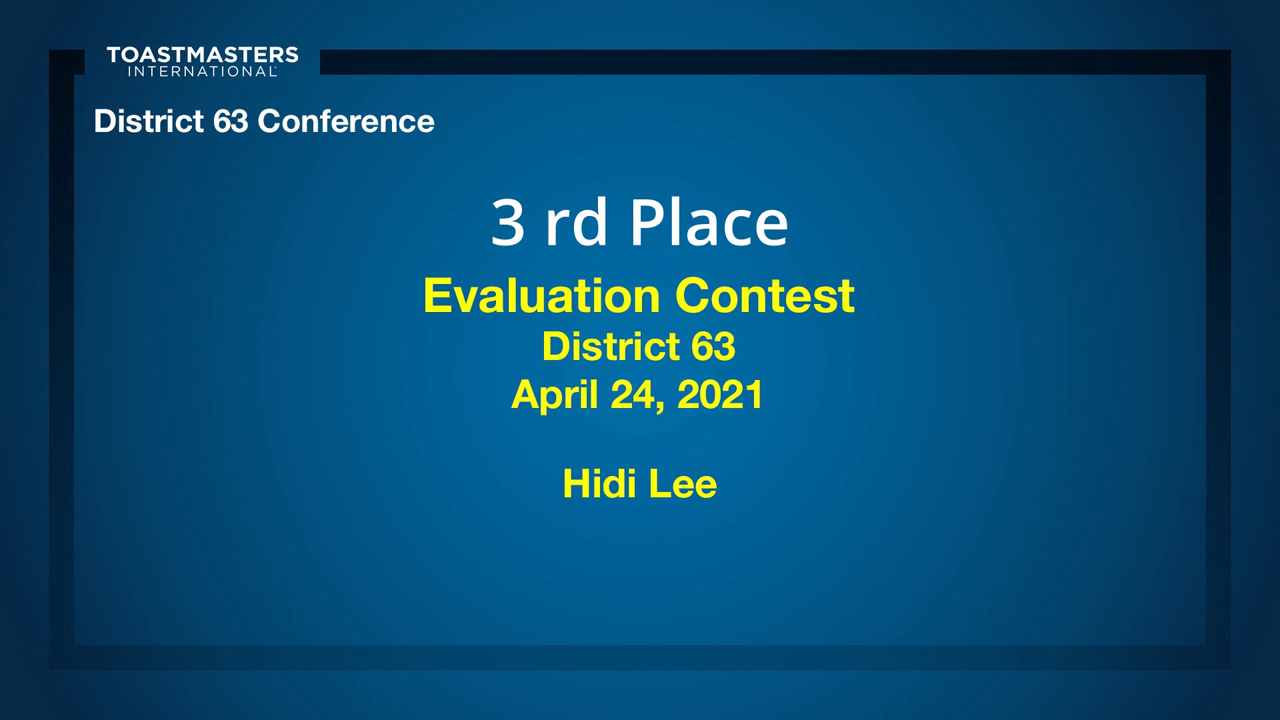 TOASTMASTERS
INTERNATIONAL
District 63 Conference
3 rd Place
Evaluation Contest
District 63
April 24, 2021
Hidi Lee